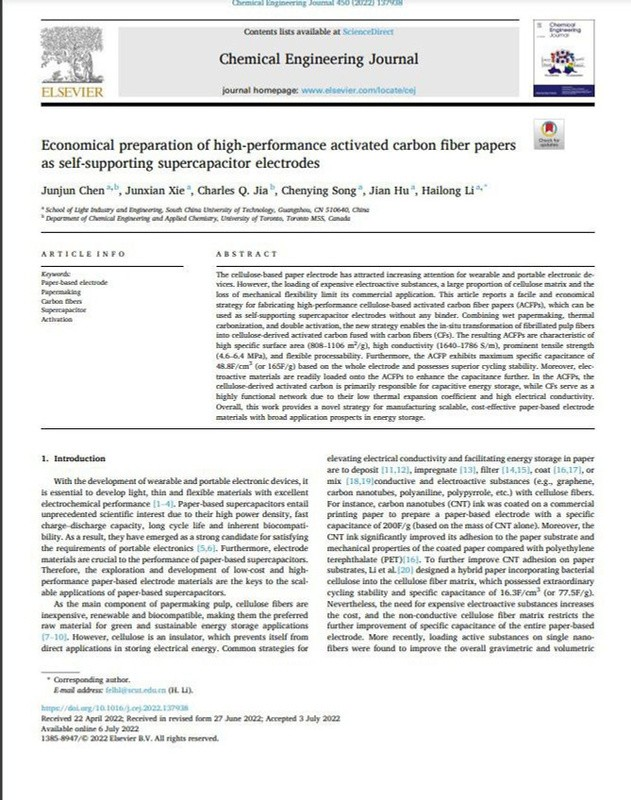 Chemical Engineering Journal 450 (2022) 137938
Contents lists available at ScienceDirect
Chemical Engineering Journal
journal homepage: www.elsevier.com/locate/cej
ELSEVIER
Chemical
Engineering
Journal
Check for
updates
Economical preparation of high-performance activated carbon fiber papers
as self-supporting supercapacitor electrodes
Junjun Chen a,b, Junxian Xie a, Charles Q. Jia b, Chenying Song a, Jian Hu a, Hailong Li a,*
a School of Light Industry and Engineering, South China University of Technology, Guangzhou, CN 510640, China
b Department of Chemical Engineering and Applied Chemistry, University of Toronto, Toronto M5S, Canada
ARTICLE INFO
Keywords:
Paper-based electrode
Papermaking
Carbon fibers
Supercapacitor
Activation
ABSTRACT
The cellulose-based paper electrode has attracted increasing attention for wearable and portable electronic de-
vices. However, the loading of expensive electroactive substances, a large proportion of cellulose matrix and the
loss of mechanical flexibility limit its commercial application. This article reports a facile and economical
strategy for fabricating high-performance cellulose-based activated carbon fiber papers (ACFPs), which can be
used as self-supporting supercapacitor electrodes without any binder. Combining wet papermaking, thermal
carbonization, and double activation, the new strategy enables the in-situ transformation of fibrillated pulp fibers
into cellulose-derived activated carbon fused with carbon fibers (CFs). The resulting ACFPs are characteristic of
high specific surface area (808–1106 m²/g), high conductivity (1640–1786 S/m), prominent tensile strength
(4.6–6.4 MPa), and flexible processability. Furthermore, the ACFP exhibits maximum specific capacitance of
48.8F/cm³ (or 165F/g) based on the whole electrode and possesses superior cycling stability. Moreover, elec-
troactive materials are readily loaded onto the ACFPs to enhance the capacitance further. In the ACFPs, the
cellulose-derived activated carbon is primarily responsible for capacitive energy storage, while CFs serve as a
highly functional network due to their low thermal expansion coefficient and high electrical conductivity.
Overall, this work provides a novel strategy for manufacturing scalable, cost-effective paper-based electrode
materials with broad application prospects in energy storage.
1. Introduction
With the development of wearable and portable electronic devices, it
is essential to develop light, thin and flexible materials with excellent
electrochemical performance [1–4]. Paper-based supercapacitors entail
unprecedented scientific interest due to their high power density, fast
charge–discharge capacity, long cycle life and inherent biocompati-
bility. As a result, they have emerged as a strong candidate for satisfying
the requirements of portable electronics [5,6]. Furthermore, electrode
materials are crucial to the performance of paper-based supercapacitors.
Therefore, the exploration and development of low-cost and high-
performance paper-based electrode materials are the keys to the scal-
able applications of paper-based supercapacitors.
As the main component of papermaking pulp, cellulose fibers are
inexpensive, renewable and biocompatible, making them the preferred
raw material for green and sustainable energy storage applications
[7–10]. However, cellulose is an insulator, which prevents itself from
direct applications in storing electrical energy. Common strategies for
elevating electrical conductivity and facilitating energy storage in paper
are to deposit [11,12], impregnate [13], filter [14,15], coat [16,17], or
mix [18,19]conductive and electroactive substances (e.g., graphene,
carbon nanotubes, polyaniline, polypyrrole, etc.) with cellulose fibers.
For instance, carbon nanotubes (CNT) ink was coated on a commercial
printing paper to prepare a paper-based electrode with a specific
capacitance of 200F/g (based on the mass of CNT alone). Moreover, the
CNT ink significantly improved its adhesion to the paper substrate and
mechanical properties of the coated paper compared with polyethylene
terephthalate (PET)[16]. To further improve CNT adhesion on paper
substrates, Li et al.[20] designed a hybrid paper incorporating bacterial
cellulose into the cellulose fiber matrix, which possessed extraordinary
cycling stability and specific capacitance of 16.3F/cm³ (or 77.5F/g).
Nevertheless, the need for expensive electroactive substances increases
the cost, and the non-conductive cellulose fiber matrix restricts the
further improvement of specific capacitance of the entire paper-based
electrode. More recently, loading active substances on single nano-
fibers were found to improve the overall gravimetric and volumetric
* Corresponding author.
E-mail address: felhl@scut.edu.cn (H. Li).
https://doi.org/10.1016/j.cej.2022.137938
Received 22 April 2022; Received in revised form 27 June 2022; Accepted 3 July 2022
Available online 6 July 2022
1385-8947/© 2022 Elsevier B.V. All rights reserved.